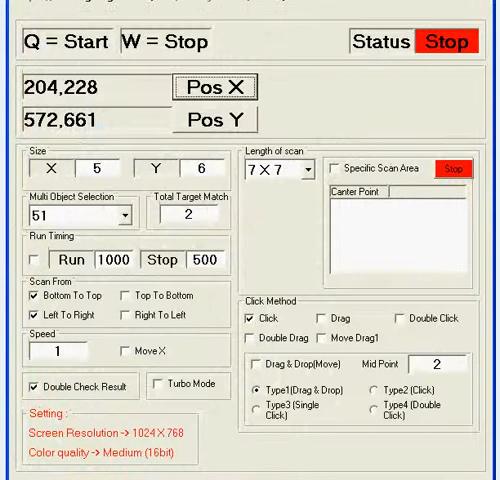 Q = Start W = Stop Status Stop
204,228 Pos X
572,661 Pos Y
Size
X 5 Y 6
Multi Object Selection Total Target Match
51 2
Run Timing
Run 1000 Stop 500
Scan From
Bottom To Top Top To Bottom
Left To Right Right To Left
Speed
1 Move X
Double Check Result Turbo Mode
Setting :
Screen Resolution -> 1024X768
Color quality -> Medium (16bit)
Length of scan
7 X 7 Specific Scan Area Stop
Canter Point
Click Method
Click Drag Double Click
Double Drag Move Drag1
Drag & Drop(Move) Mid Point 2
Type1(Drag & Drop) Type2 (Click)
Type3 (Single Click) Type4 (Double Click)